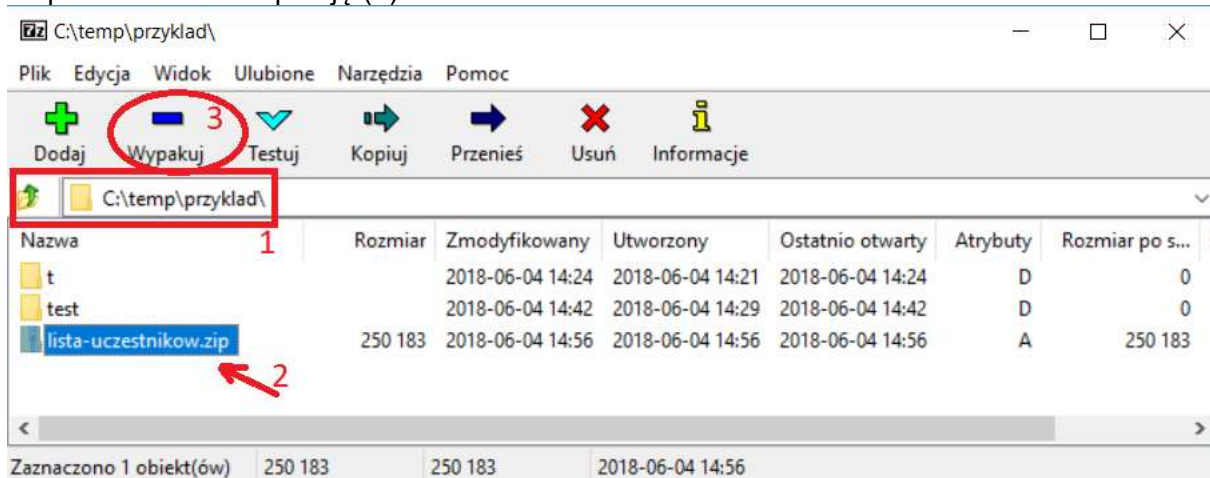 C:\temp\przyklad\
Plik Edycja Widok Ulubione Narzędzia Pomoc
3
Dodaj Wypakuj Testuj Kopiuj Przenieś Usuń Informacje
C:\temp\przyklad\
1
Nazwa Rozmiar Zmodyfikowany Utworzony Ostatnio otwarty Atrybuty Rozmiar po s...
t 2018-06-04 14:24 2018-06-04 14:21 2018-06-04 14:24 D 0
test 2018-06-04 14:42 2018-06-04 14:29 2018-06-04 14:42 D 0
lista-uczestnikow.zip 250 183 2018-06-04 14:56 2018-06-04 14:56 2018-06-04 14:56 A 250 183
2
Zaznaczono 1 obiekt(ów) 250 183 250 183 2018-06-04 14:56